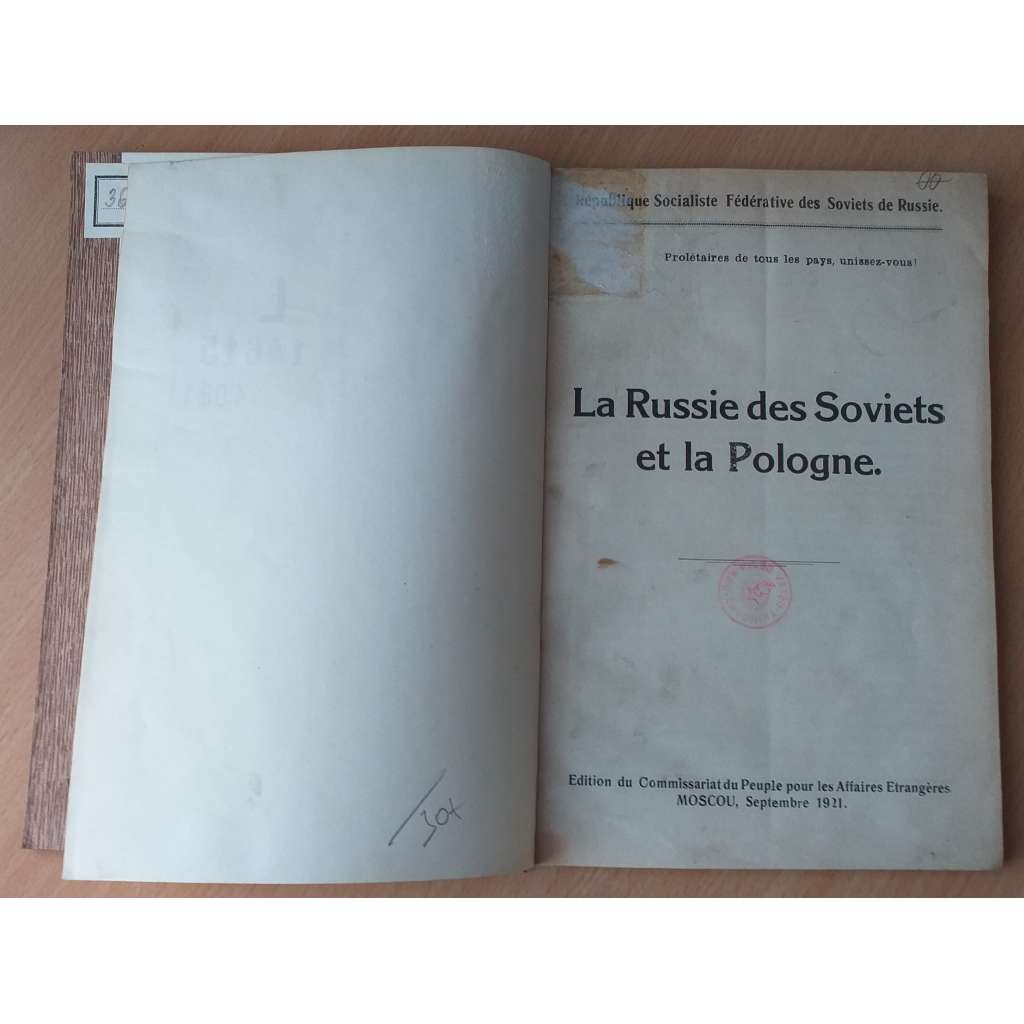 36
République Socialiste Fédérative des Soviets de Russie.
Prolétaires de tous les pays, unissez-vous!
La Russie des Soviets
et la Pologne.
Edition du Commissariat du Peuple pour les Affaires Etrangères
MOSCOU, Septembre 1921.